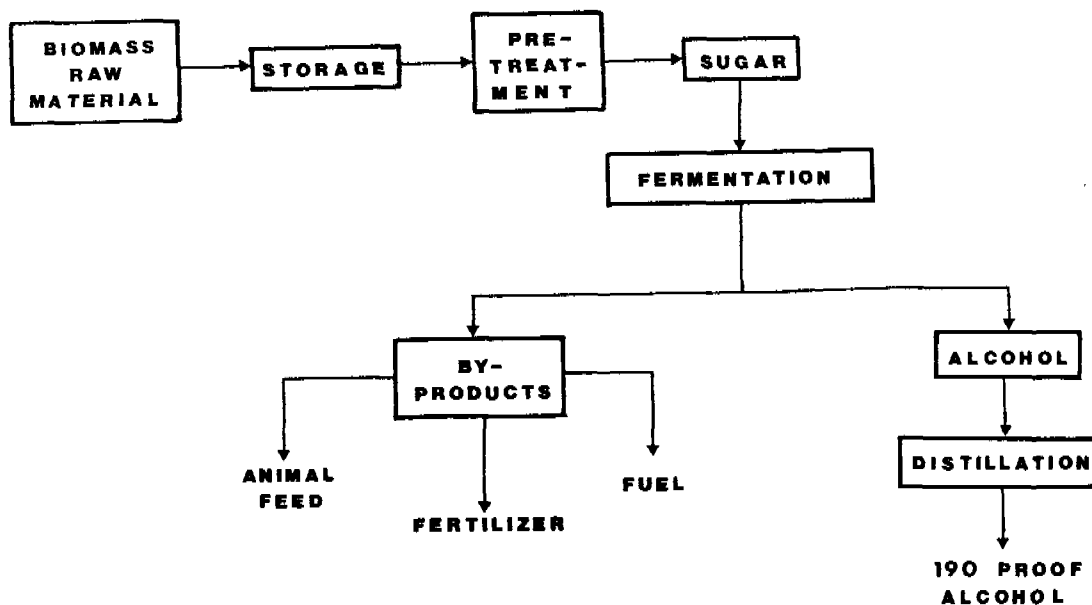 BIOMASS
RAW
MATERIAL
STORAGE
PRE-
TREAT-
MENT
SUGAR
FERMENTATION
BY-
PRODUCTS
ALCOHOL
ANIMAL
FEED
FERTILIZER
FUEL
DISTILLATION
190 PROOF
ALCOHOL